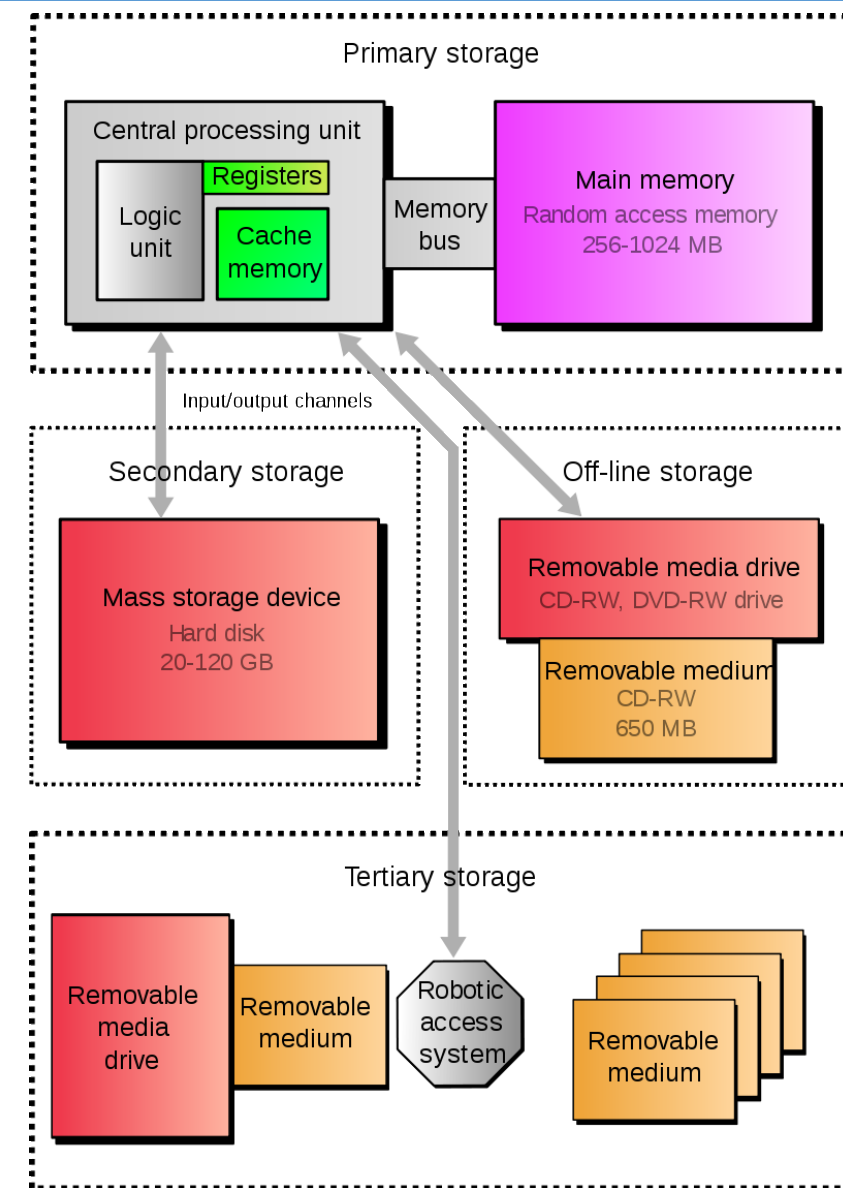 Primary storage
Central processing unit
Registers
Logic
unit
Cache
memory
Memory
bus
Main memory
Random access memory
256-1024 MB
Input/output channels
Secondary storage
Mass storage device
Hard disk
20-120 GB
Off-line storage
Removable media drive
CD-RW, DVD-RW drive
Removable medium
CD-RW
650 MB
Tertiary storage
Removable
media
drive
Removable
medium
Robotic
access
system
Removable
medium